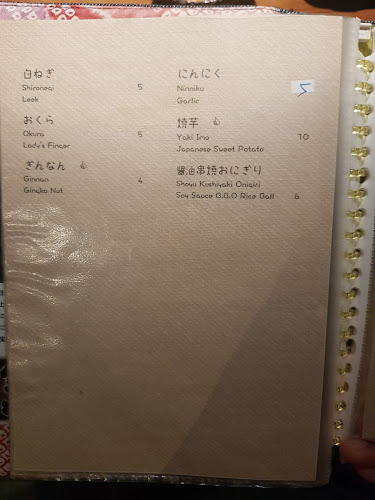 白ねぎ
Shironegi 5
Leek
おくら
Okura 5
Lady's Finger
ぎんなん
Ginnan 4
Gingko Nut
にんにく
Ninniku 5
Garlic
焼芋
Yaki Imo 10
Japanese Sweet Potato
醤油串焼おにぎり
Shoyu Kushiyaki Onigiri
Soy Sauce B.B.Q Rice Ball 6